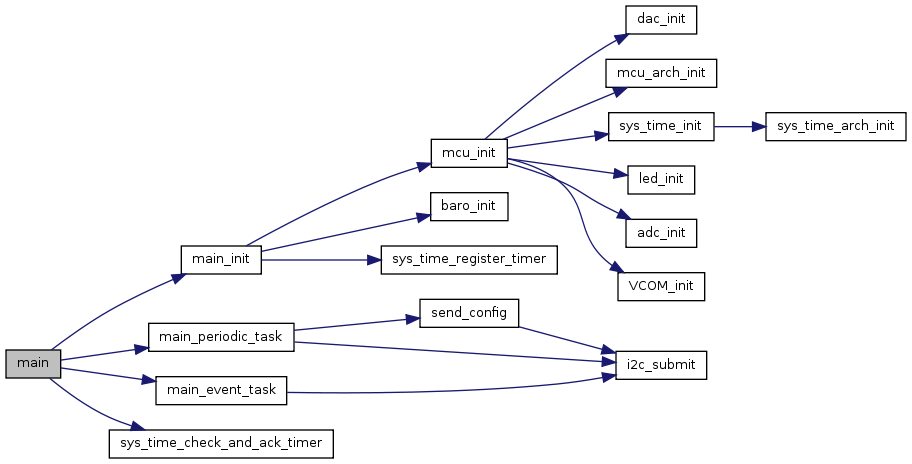 dac_init
mcu_arch_init
sys_time_init
sys_time_arch_init
mcu_init
led_init
baro_init
adc_init
main_init
sys_time_register_timer
VCOM_init
send_config
main_periodic_task
main
i2c_submit
main_event_task
sys_time_check_and_ack_timer